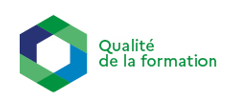 Qualité
de la formation